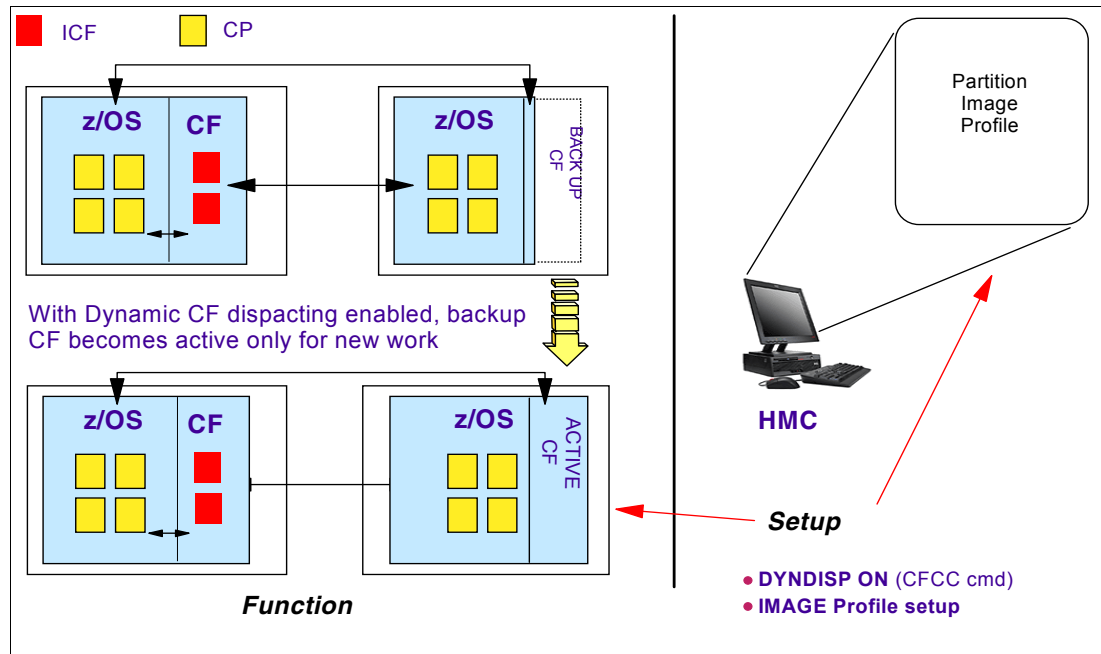 ICF
CP
z/OS
CF
z/OS
BACK UP
CF
With Dynamic CF dispacting enabled, backup
CF becomes active only for new work
z/OS
CF
z/OS
ACTIVE
CF
Function
Partition
Image
Profile
HMC
Setup
• DYNDISP ON (CFCC cmd)
• IMAGE Profile setup